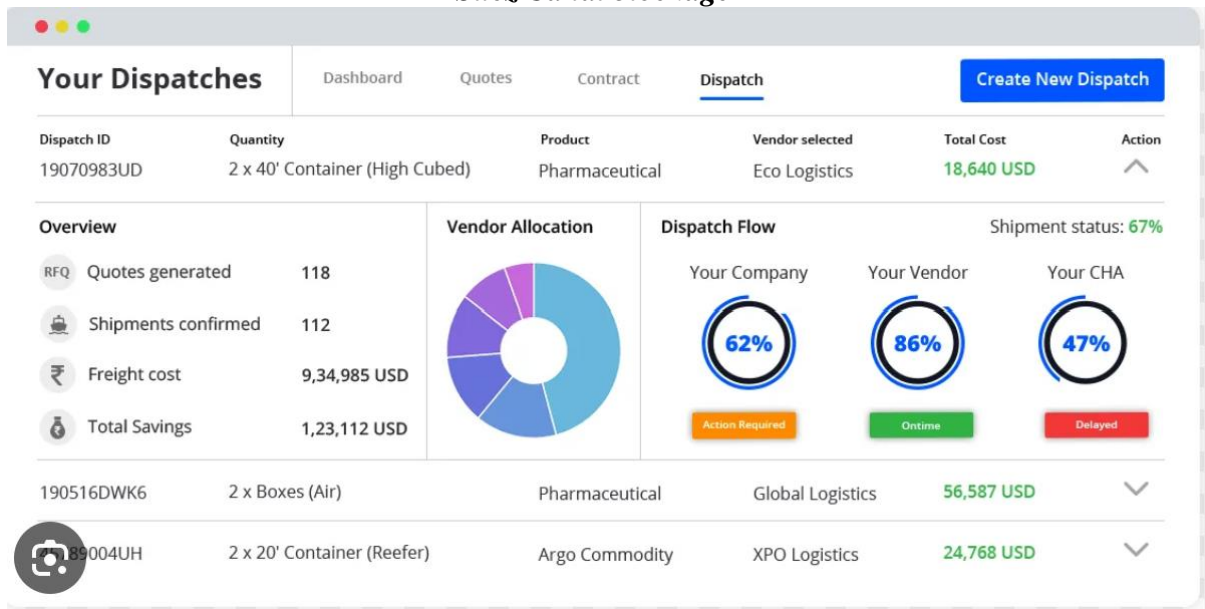 Your Dispatches
Dashboard Quotes Contract Dispatch
Create New Dispatch
Dispatch ID Quantity Product Vendor selected Total Cost Action
19070983UD 2 x 40' Container (High Cubed) Pharmaceutical Eco Logistics 18,640 USD
Overview
RFQ Quotes generated 118
Shipments confirmed 112
₹ Freight cost 9,34,985 USD
Total Savings 1,23,112 USD
Vendor Allocation
Dispatch Flow Shipment status: 67%
Your Company Your Vendor Your CHA
62% 86% 47%
Action Required Ontime Delayed
190516DWK6 2 x Boxes (Air) Pharmaceutical Global Logistics 56,587 USD
2 x 20' Container (Reefer) Argo Commodity XPO Logistics 24,768 USD